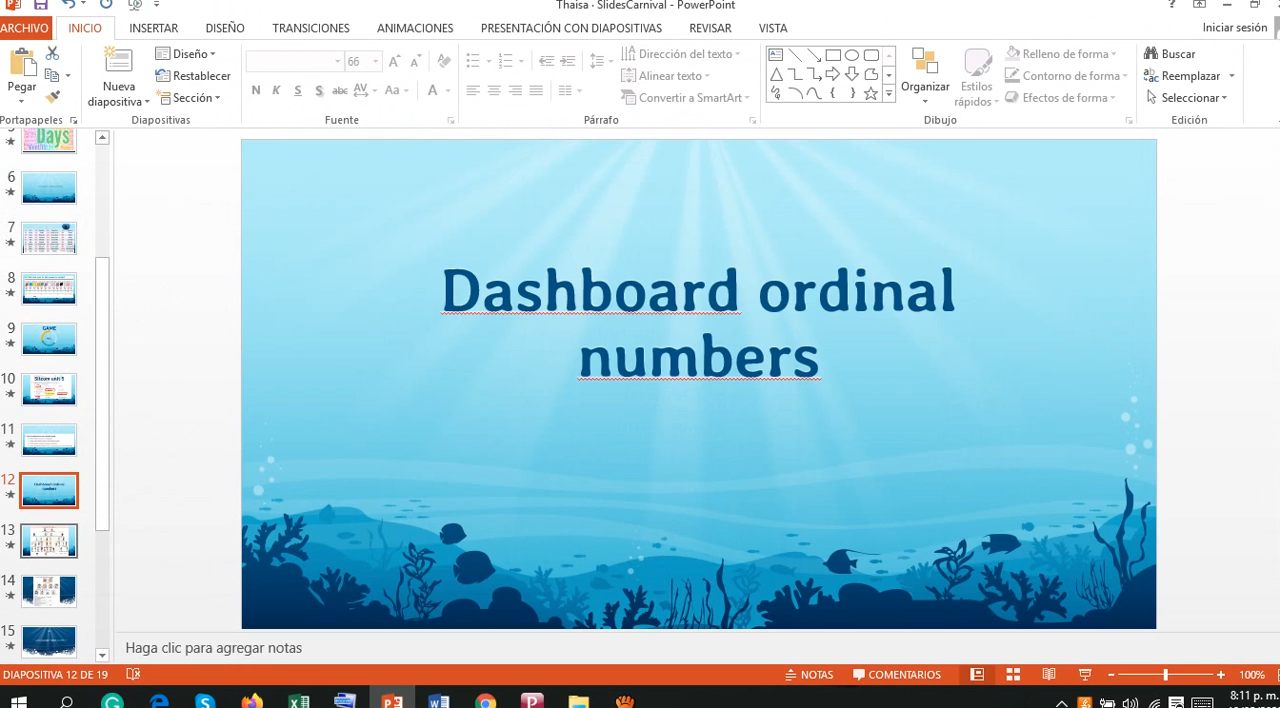 Thaisa · SlidesCarnival - PowerPoint
ARCHIVO INICIO INSERTAR DISEÑO TRANSICIONES ANIMACIONES PRESENTACIÓN CON DIAPOSITIVAS REVISAR VISTA Iniciar sesión
Pegar
Nueva diapositiva
Diseño
Restablecer
Sección
66
N K S S abc AV Aa A
Dirección del texto
Alinear texto
Convertir a SmartArt
Organizar
Estilos rápidos
Relleno de forma
Contorno de forma
Efectos de forma
Buscar
Reemplazar
Seleccionar
Portapapeles Diapositivas Fuente Párrafo Dibujo Edición
Days
6
7
8
9
GAME
10
11
12
13
14
15
Dashboard ordinal
numbers
Haga clic para agregar notas
DIAPOSITIVA 12 DE 19 NOTAS COMENTARIOS 100%
8:11 p. m.